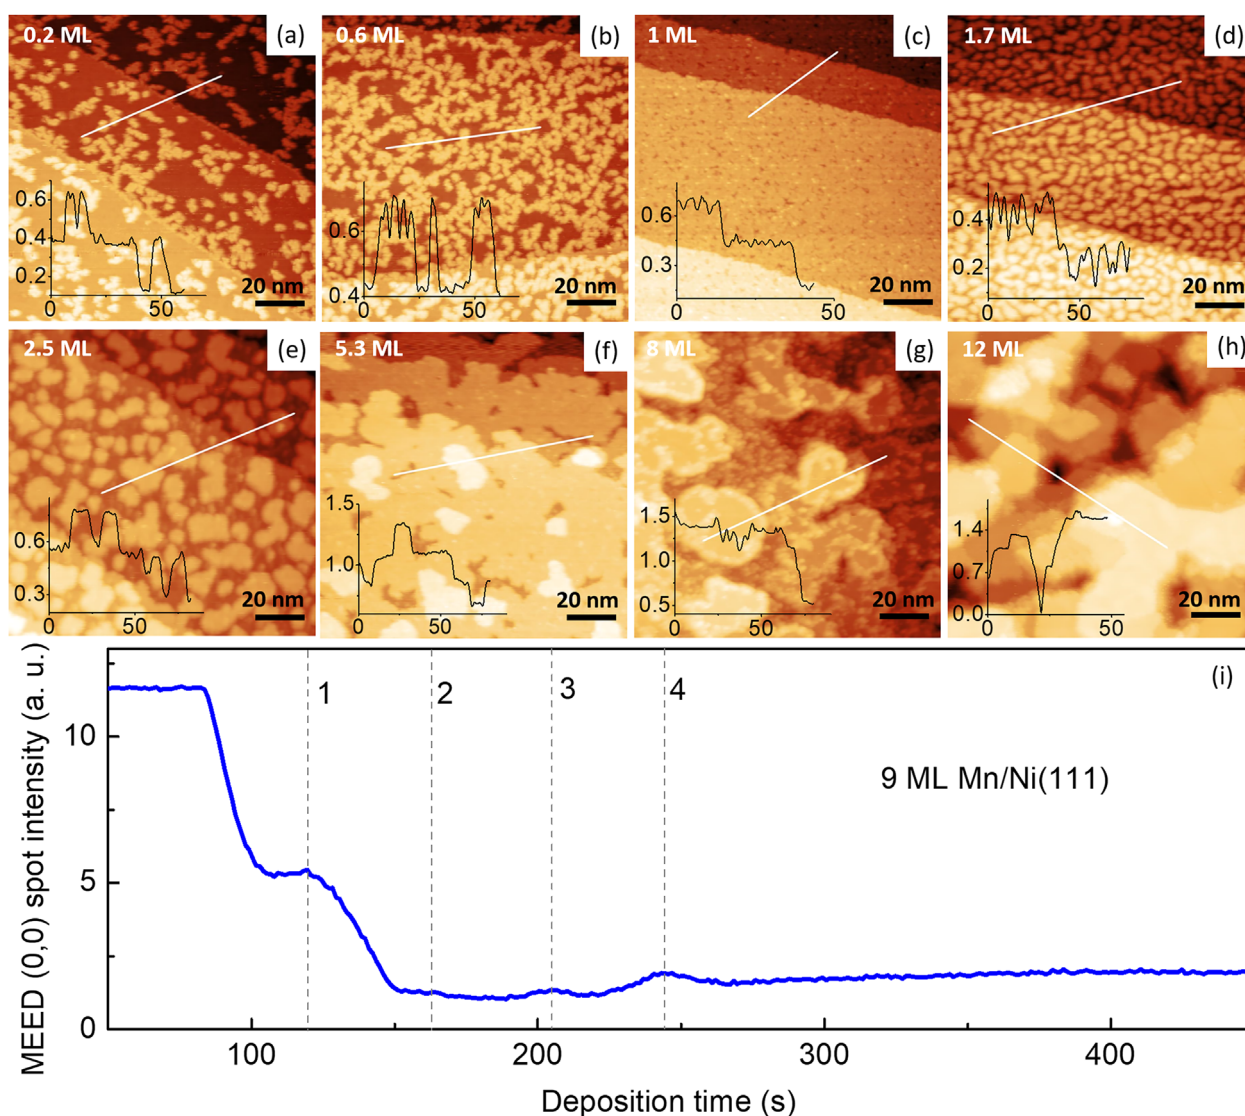 0.2 ML (a)
0.6
0.4
0.2
0 50
20 nm
0.6 ML (b)
0.6
0.4
0 50
20 nm
1 ML (c)
0.6
0.3
0 50
20 nm
1.7 ML (d)
0.4
0.2
0 50
20 nm
2.5 ML (e)
0.6
0.3
0 50
20 nm
5.3 ML (f)
1.5
1.0
0 50
20 nm
8 ML (g)
1.5
1.0
0.5
0 50
20 nm
12 ML (h)
1.4
0.7
0.0
0 50
20 nm
(i)
1 2 3 4
9 ML Mn/Ni(111)
MEED (0,0) spot intensity (a. u.)
10
5
0
100 200 300 400
Deposition time (s)